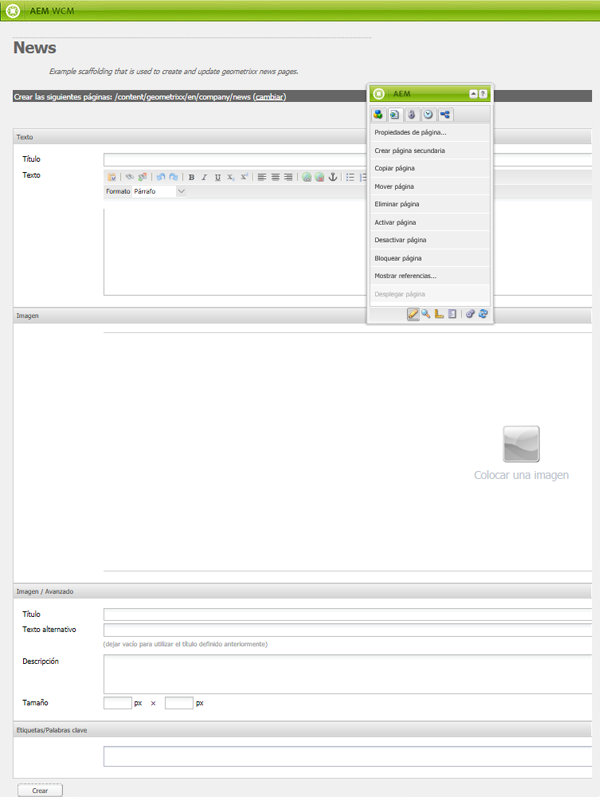 AEM WCM
News
Example scaffolding that is used to create and update geometrixx news pages.
Crear las siguientes páginas: /content/geometrixx/en/company/news (cambiar)
AEM
Propiedades de página...
Crear página secundaria
Copiar página
Mover página
Eliminar página
Activar página
Desactivar página
Bloquear página
Mostrar referencias...
Desplegar página
Texto
Título
Texto
B I U X₂ X²
Formato Párrafo
Imagen
Colocar una imagen
Imagen / Avanzado
Título
Texto alternativo
(dejar vacío para utilizar el título definido anteriormente)
Descripción
Tamaño px × px
Etiquetas/Palabras clave
Crear